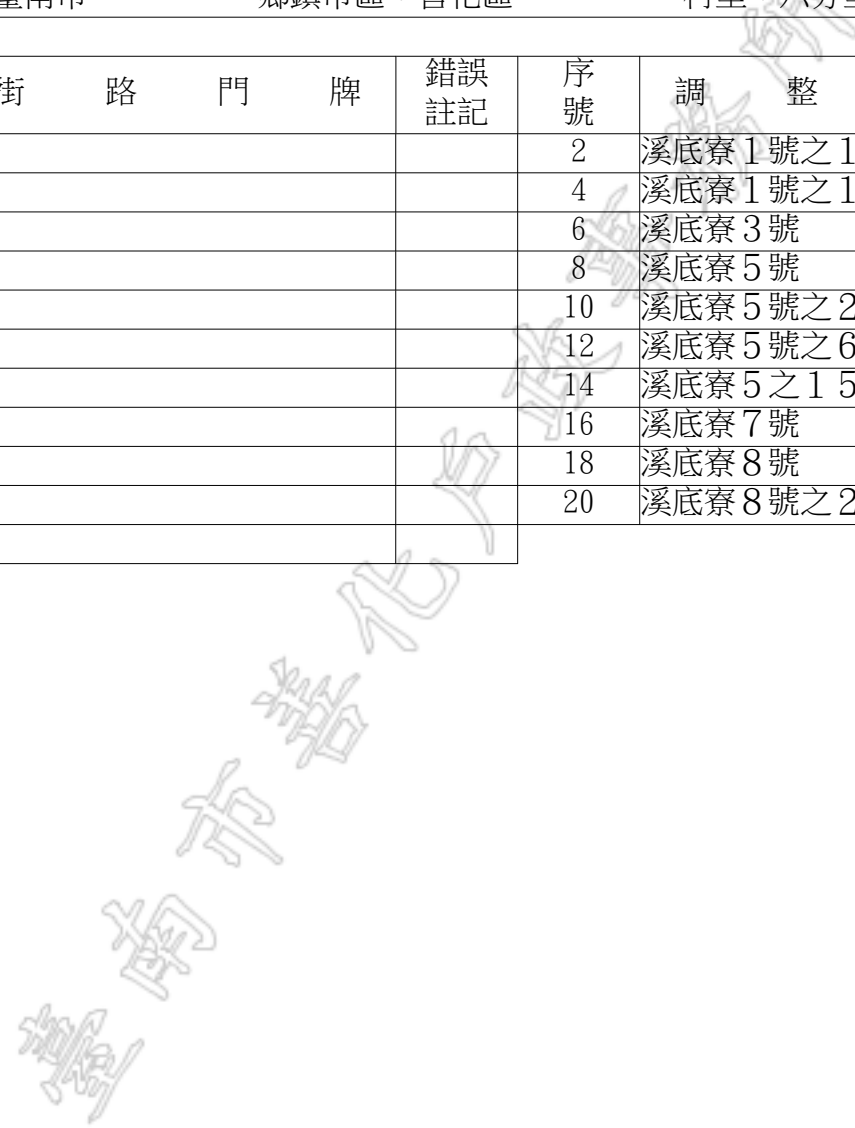 臺南市 鄉鎮市區：善化區
街 路 門 牌 錯誤註記 序號 調 整
2 溪底寮１號之１
4 溪底寮１號之１
6 溪底寮３號
8 溪底寮５號
10 溪底寮５號之２
12 溪底寮５號之６
14 溪底寮５之１５
16 溪底寮７號
18 溪底寮８號
20 溪底寮８號之２
臺南市善化戶政事務所